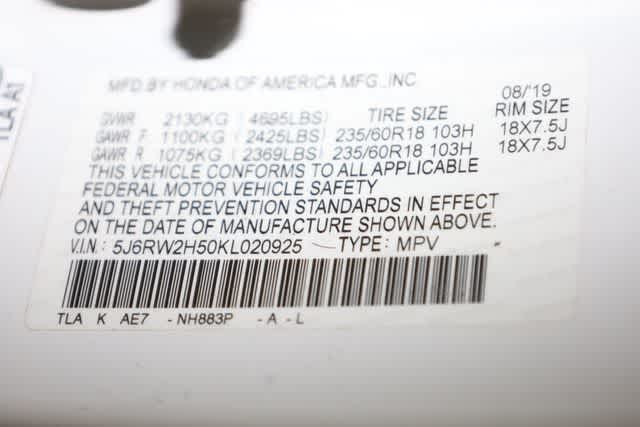 MFD.BY HONDA OF AMERICA MFG.,INC. 08/'19
GVWR 2130KG ( 4695LBS) TIRE SIZE RIM SIZE
GAWR F 1100KG ( 2425LBS) 235/60R18 103H 18X7.5J
GAWR R 1075KG ( 2369LBS) 235/60R18 103H 18X7.5J
THIS VEHICLE CONFORMS TO ALL APPLICABLE
FEDERAL MOTOR VEHICLE SAFETY
AND THEFT PREVENTION STANDARDS IN EFFECT
ON THE DATE OF MANUFACTURE SHOWN ABOVE.
V.I.N: 5J6RW2H50KL020925 TYPE: MPV
TLA K AE7 - NH883P - A - L
TLA A1